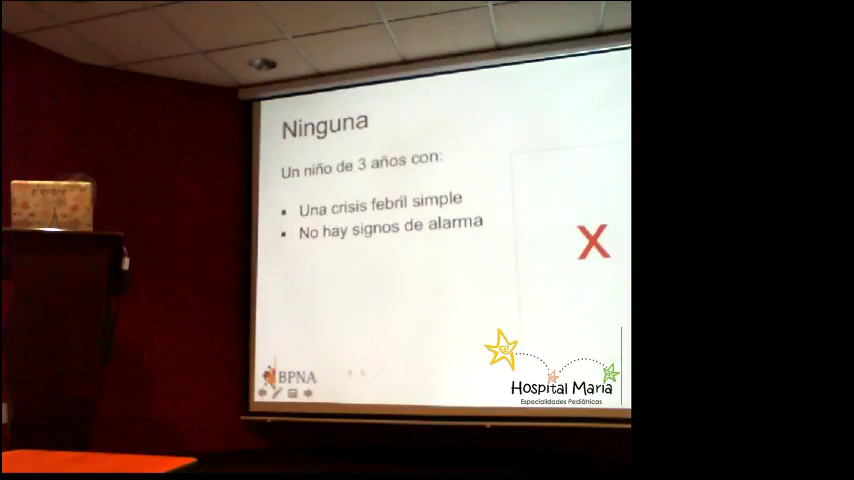 Ninguna
Un niño de 3 años con:
▪ Una crisis febril simple
▪ No hay signos de alarma
X
BPNA
Hospital María
Especialidades Pediátricas